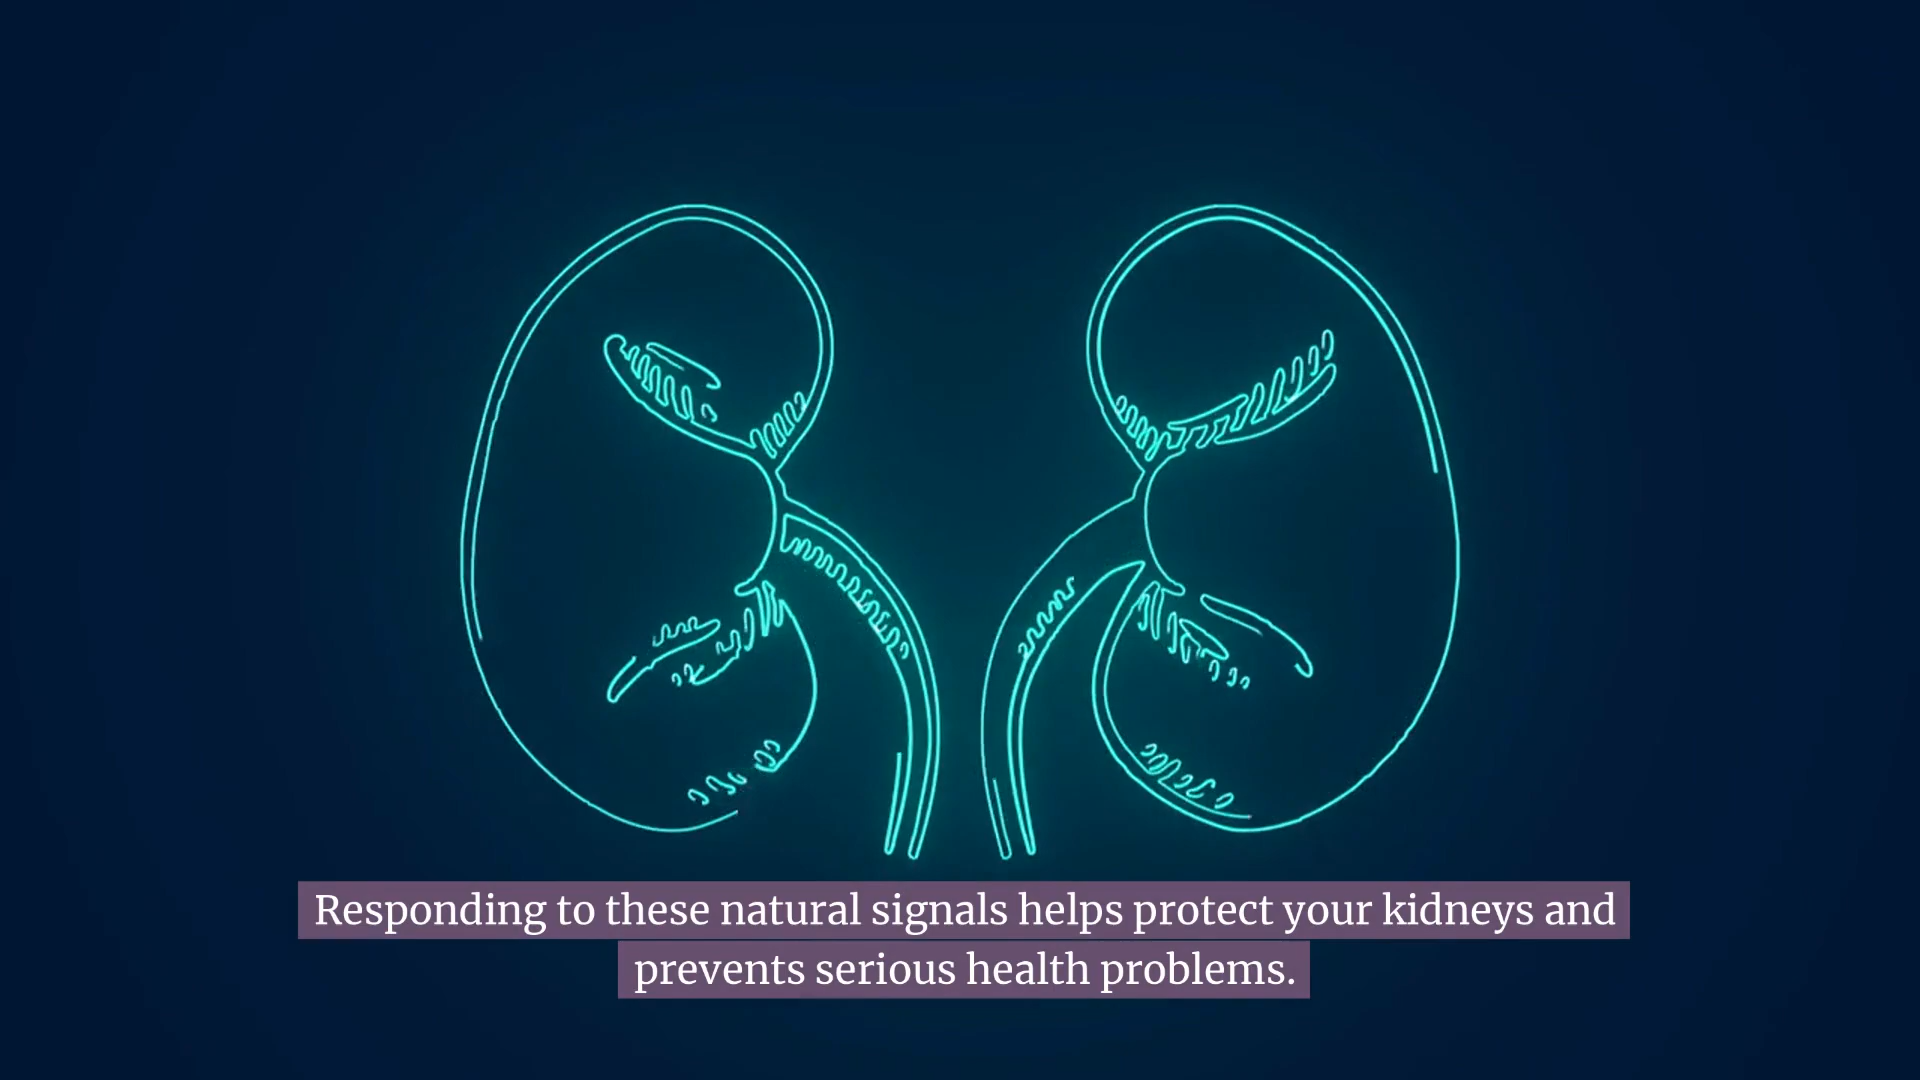 Responding to these natural signals helps protect your kidneys and
prevents serious health problems.